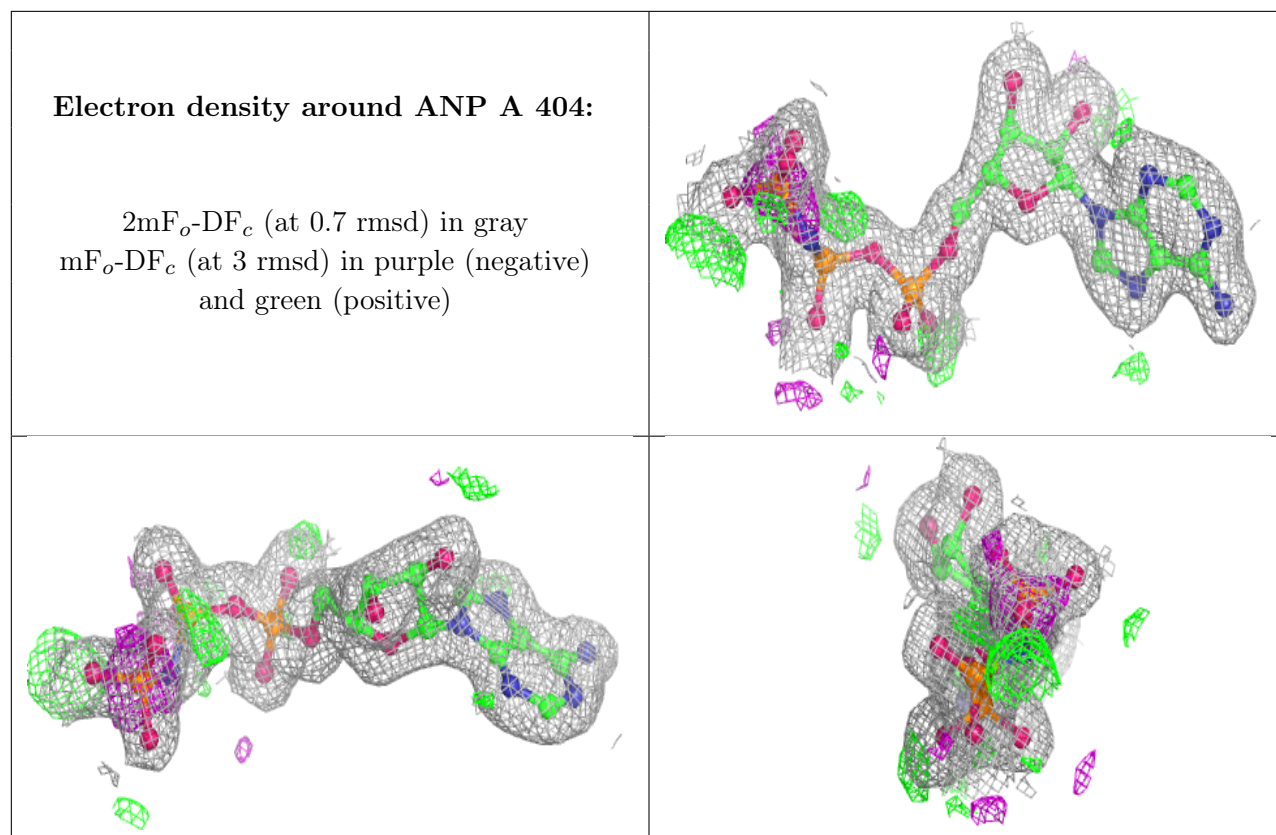 Electron density around ANP A 404:
2mFo-DFc (at 0.7 rmsd) in gray
mFo-DFc (at 3 rmsd) in purple (negative)
and green (positive)